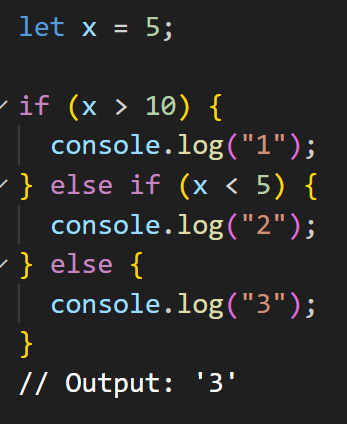 let x = 5;
if (x > 10) {
console.log("1");
} else if (x < 5) {
console.log("2");
} else {
console.log("3");
}
// Output: '3'